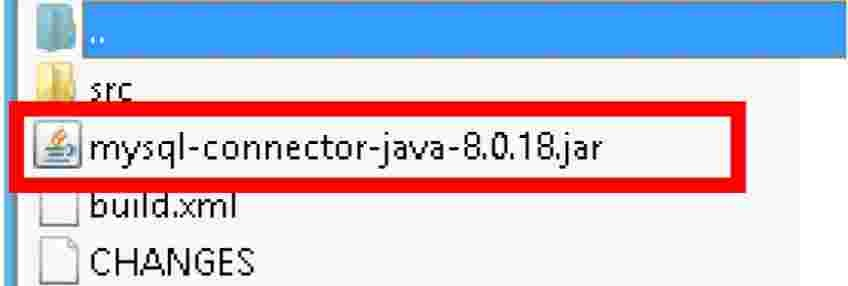 ..
src
mysql-connector-java-8.0.18.jar
build.xml
CHANGES